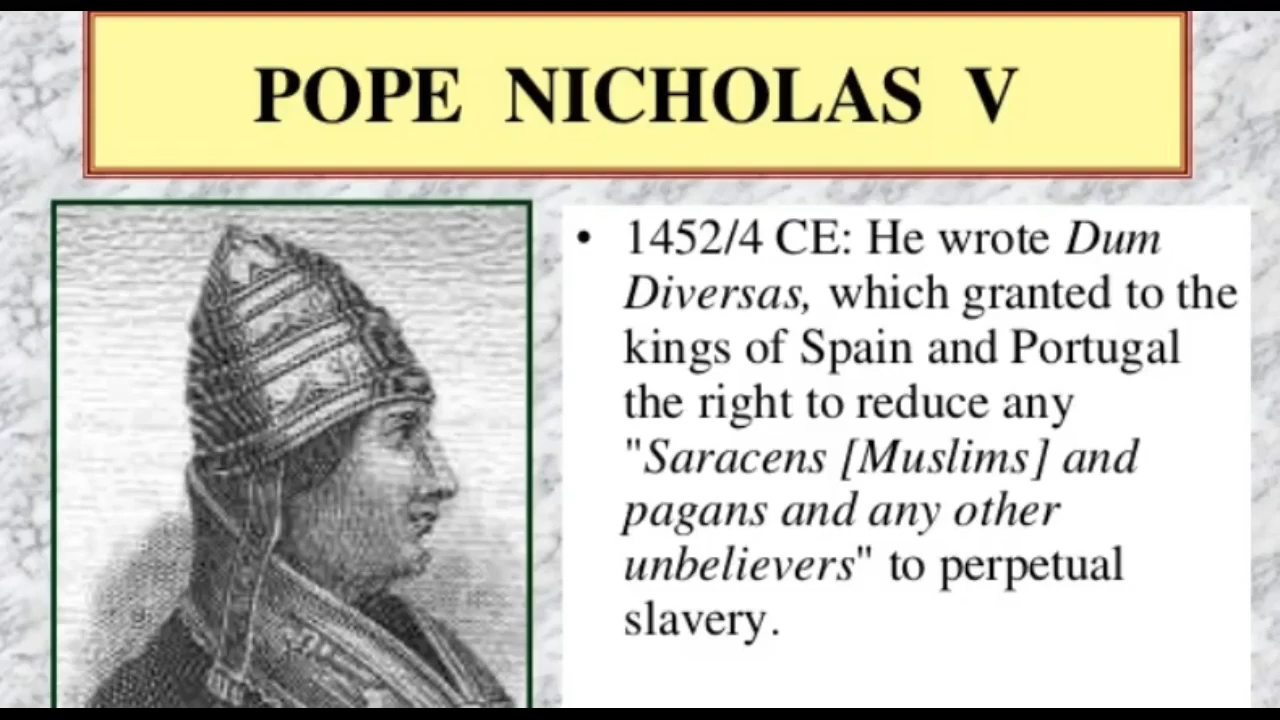 POPE NICHOLAS V
• 1452/4 CE: He wrote Dum
Diversas, which granted to the
kings of Spain and Portugal
the right to reduce any
"Saracens [Muslims] and
pagans and any other
unbelievers" to perpetual
slavery.